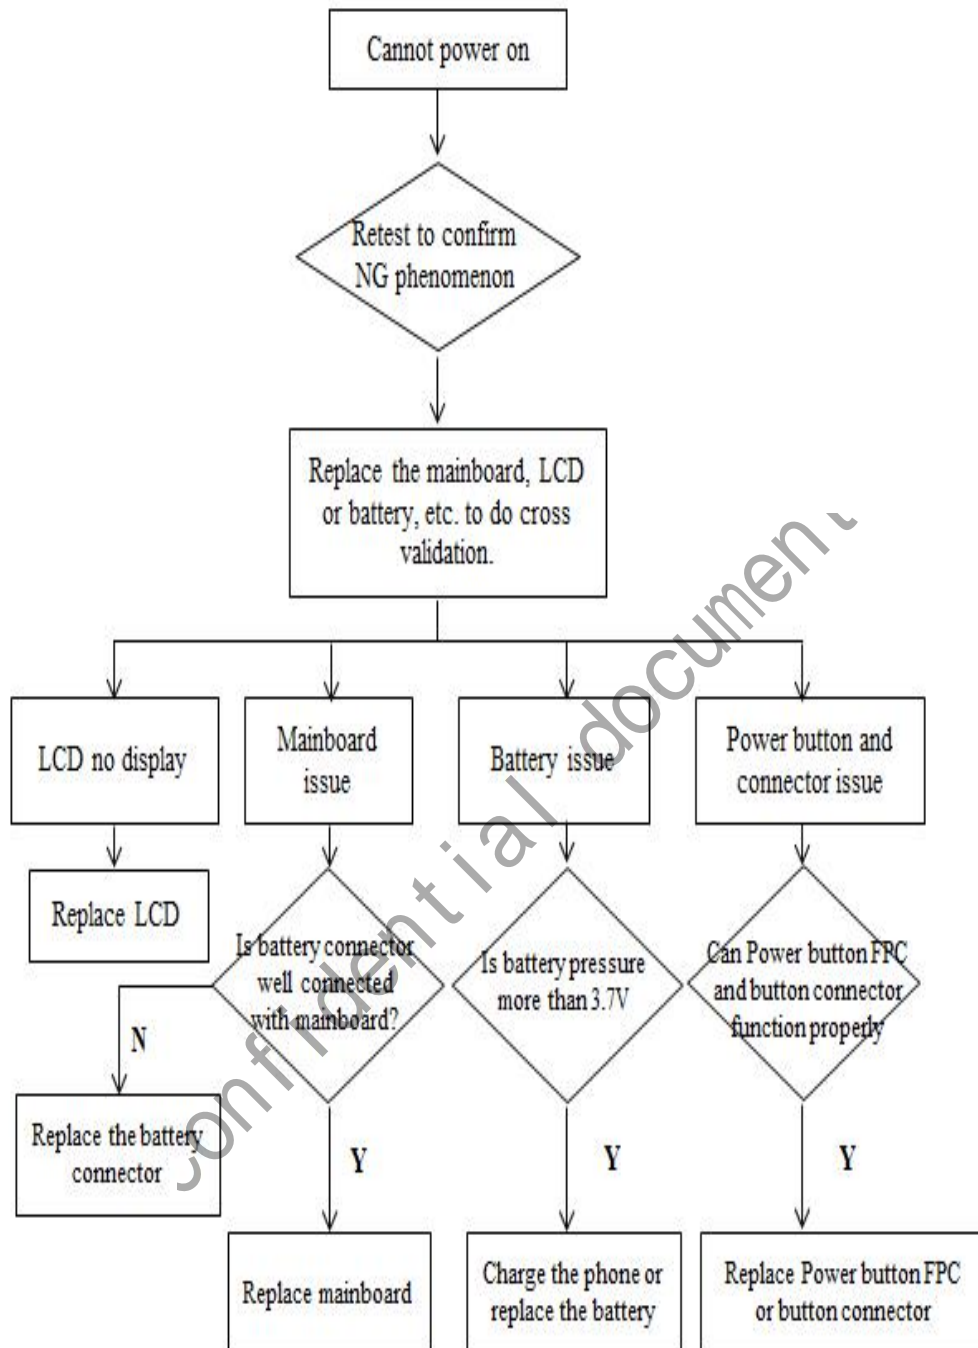 Cannot power on
Retest to confirm
NG phenomenon
Replace the mainboard, LCD
or battery, etc. to do cross
validation.
LCD no display
Mainboard
issue
Battery issue
Power button and
connector issue
Replace LCD
Is battery connector
well connected
with mainboard?
Is battery pressure
more than 3.7V
Can Power button FPC
and button connector
function properly
N
Replace the battery
connector
Y
Y
Y
Replace mainboard
Charge the phone or
replace the battery
Replace Power button FPC
or button connector
Confidential document